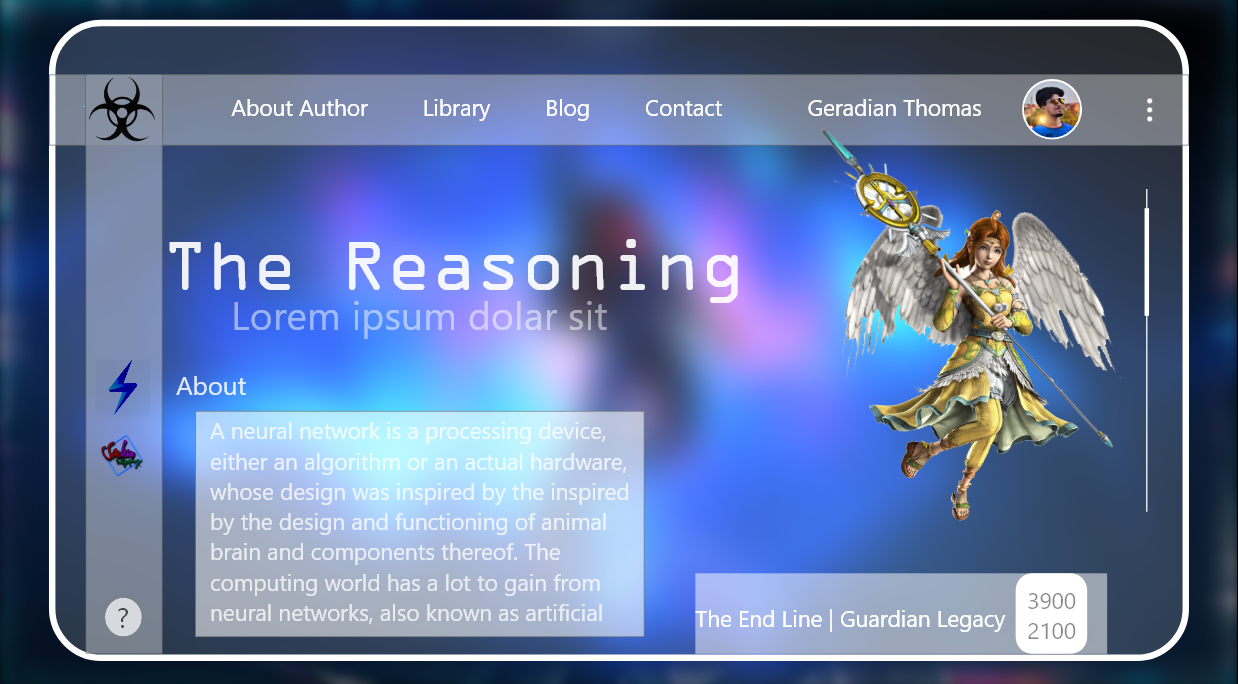 About Author Library Blog Contact Geradian Thomas
The Reasoning
Lorem ipsum dolar sit
About
A neural network is a processing device,
either an algorithm or an actual hardware,
whose design was inspired by the inspired
by the design and functioning of animal
brain and components thereof. The
computing world has a lot to gain from
neural networks, also known as artificial
?
The End Line | Guardian Legacy
3900
2100